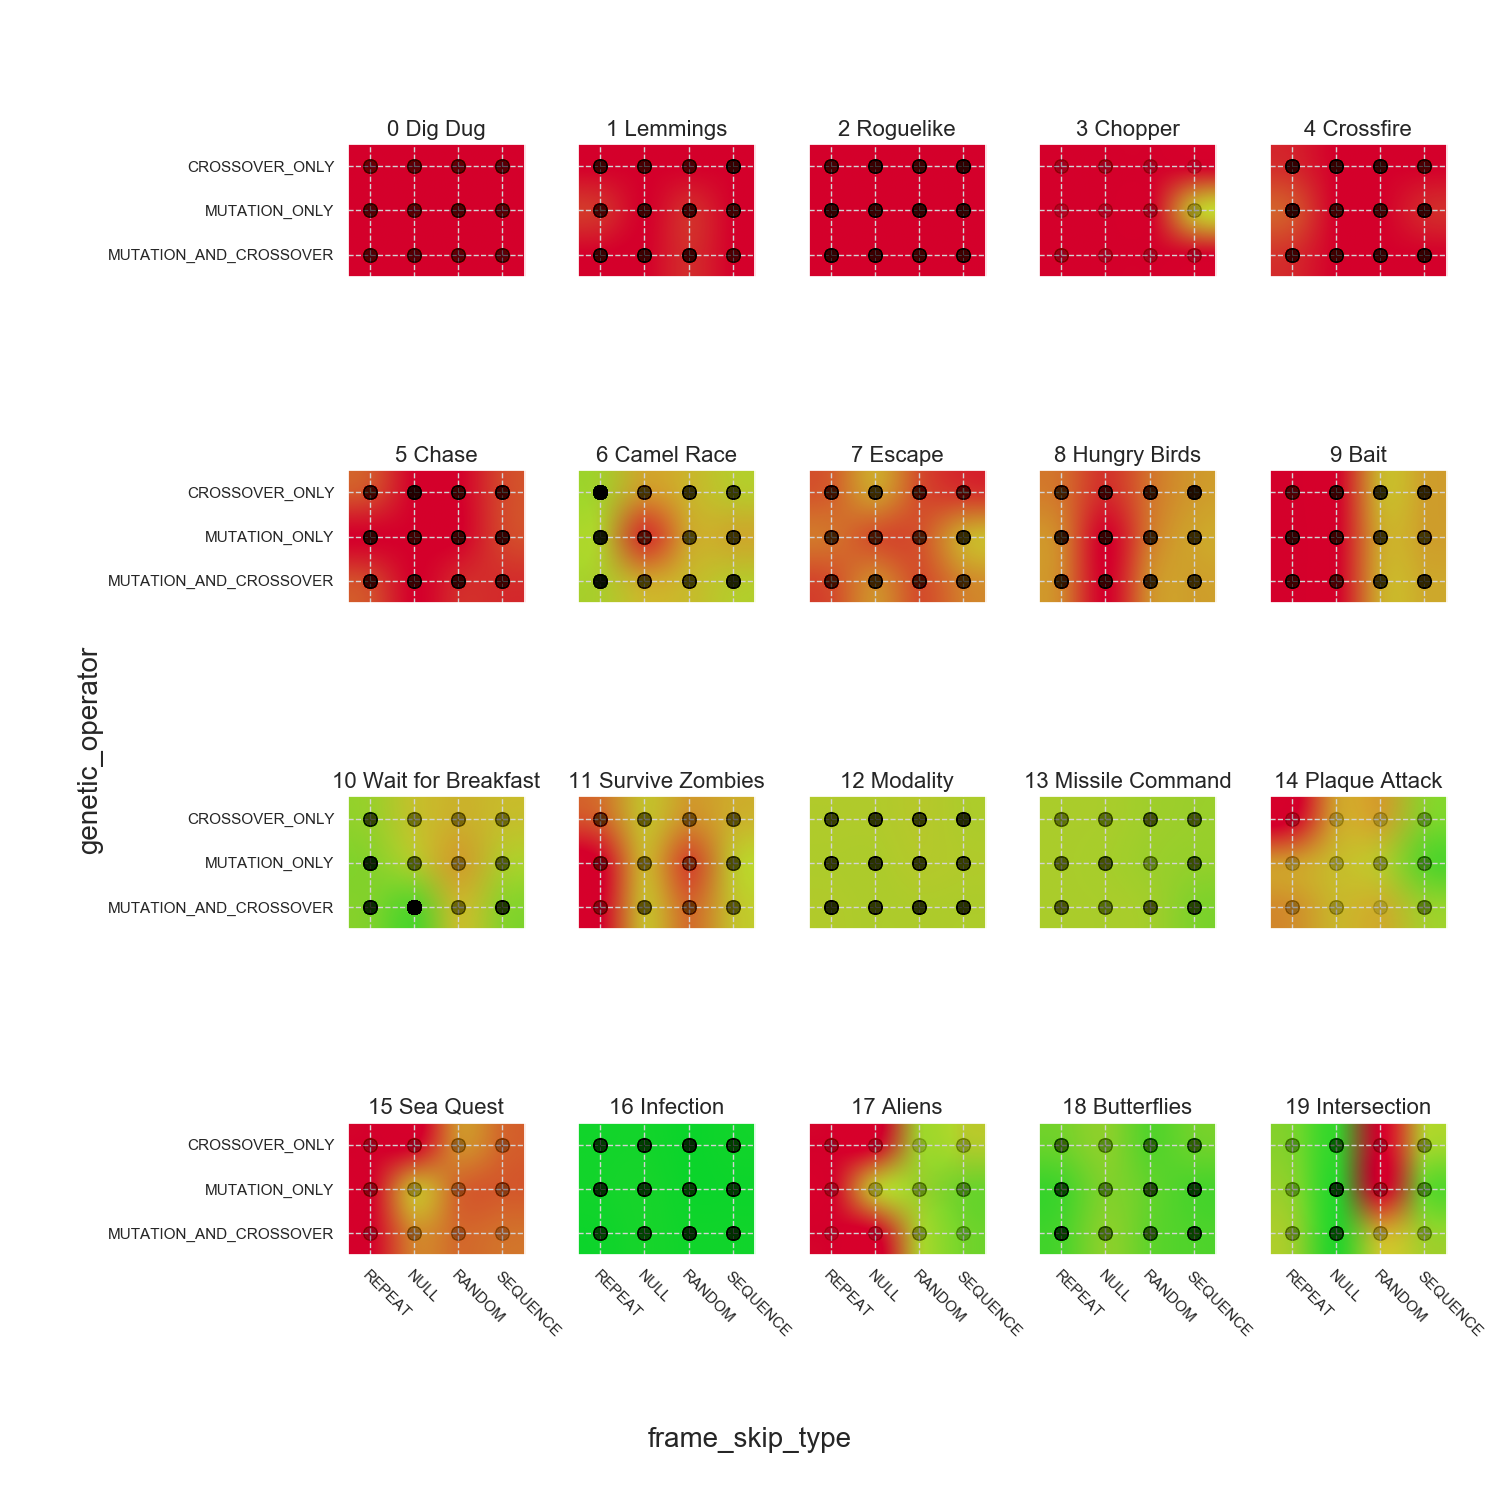 0 Dig Dug
1 Lemmings
2 Roguelike
3 Chopper
4 Crossfire
CROSSOVER_ONLY
MUTATION_ONLY
MUTATION_AND_CROSSOVER
5 Chase
6 Camel Race
7 Escape
8 Hungry Birds
9 Bait
CROSSOVER_ONLY
MUTATION_ONLY
MUTATION_AND_CROSSOVER
genetic_operator
10 Wait for Breakfast
11 Survive Zombies
12 Modality
13 Missile Command
14 Plaque Attack
CROSSOVER_ONLY
MUTATION_ONLY
MUTATION_AND_CROSSOVER
15 Sea Quest
16 Infection
17 Aliens
18 Butterflies
19 Intersection
CROSSOVER_ONLY
MUTATION_ONLY
MUTATION_AND_CROSSOVER
REPEAT
NULL
RANDOM
SEQUENCE
REPEAT
NULL
RANDOM
SEQUENCE
REPEAT
NULL
RANDOM
SEQUENCE
REPEAT
NULL
RANDOM
SEQUENCE
REPEAT
NULL
RANDOM
SEQUENCE
frame_skip_type